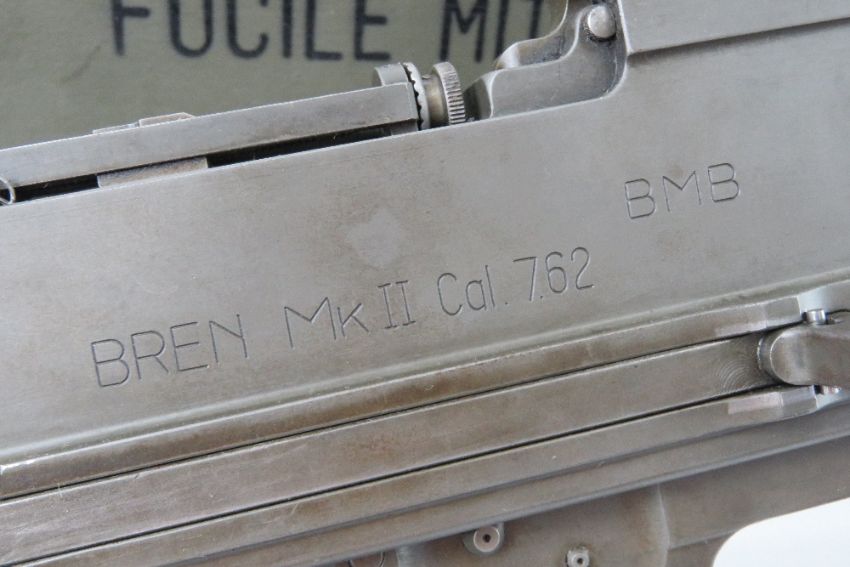 FUCILE MIT
BMB
BREN Mk II Cal. 7.62